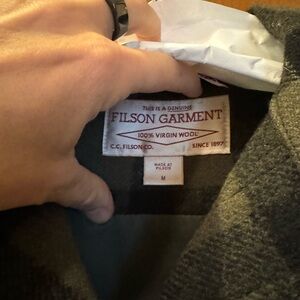 THIS IS A GENUINE
FILSON GARMENT
100% VIRGIN WOOL
C.C. FILSON CO. SINCE 1897
MADE AT
FILSON
M